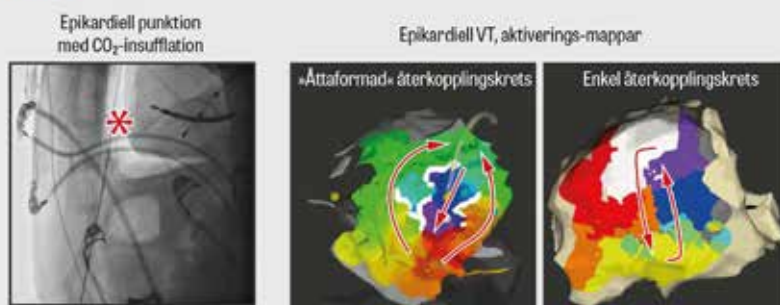 Epikardiell punktion
med CO₂-insufflation
Epikardiell VT, aktiverings-mappar
»Åttaformad« återkopplingskrets
Enkel återkopplingskrets